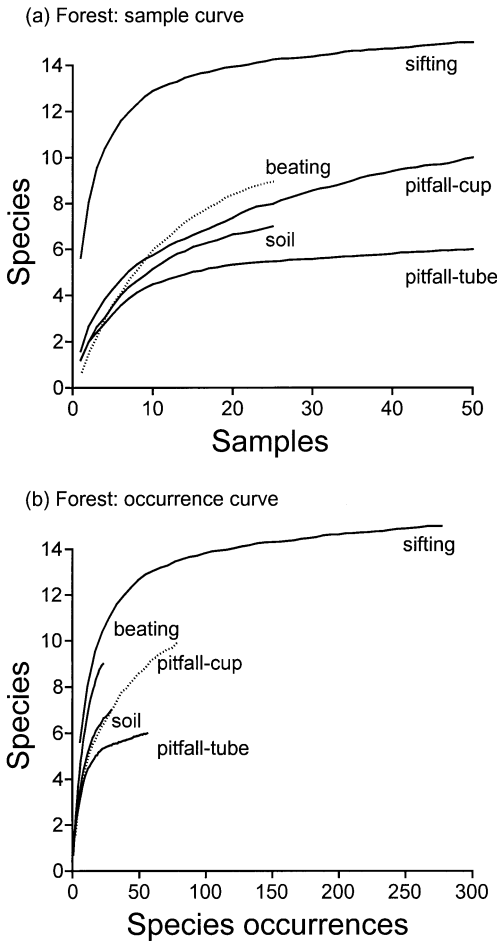 (a) Forest: sample curve
14
12
10
8
6
4
2
0
Species
sifting
beating
pitfall-cup
soil
pitfall-tube
0 10 20 30 40 50
Samples
(b) Forest: occurrence curve
14
12
10
8
6
4
2
0
Species
sifting
beating
pitfall-cup
soil
pitfall-tube
0 50 100 150 200 250 300
Species occurrences